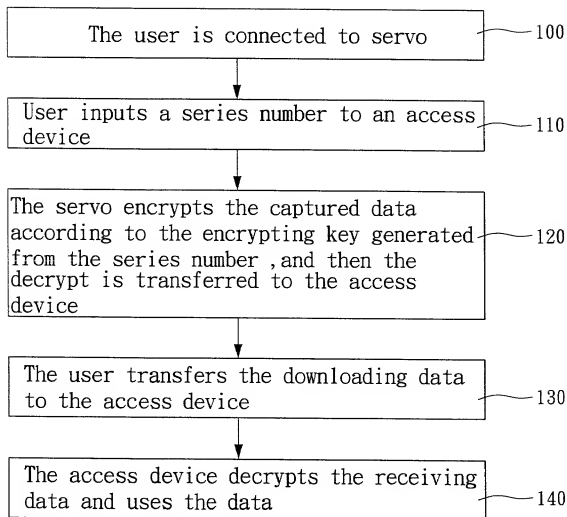 The user is connected to servo
100
User inputs a series number to an access
device
110
The servo encrypts the captured data
according to the encrypting key generated
from the series number ,and then the
decrypt is transferred to the access
device
120
The user transfers the downloading data
to the access device
130
The access device decrypts the receiving
data and uses the data
140